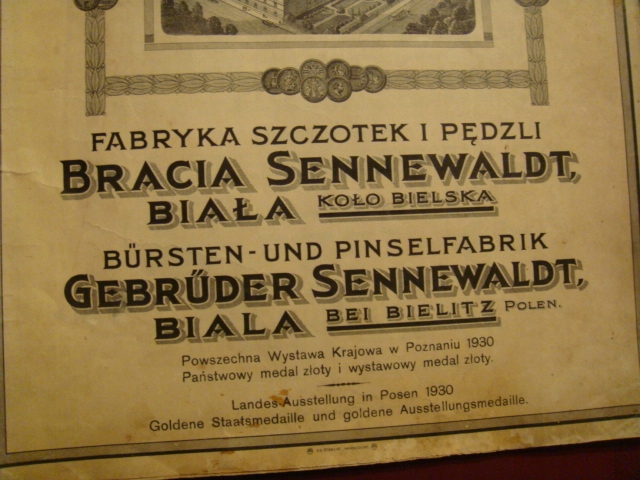 FABRYKA SZCZOTEK I PĘDZLI
BRACIA SENNEWALDT,
BIAŁA KOŁO BIELSKA
BÜRSTEN- UND PINSELFABRIK
GEBRÜDER SENNEWALDT,
BIALA BEI BIELITZ POLEN.
Powszechna Wystawa Krajowa w Poznaniu 1930
Państwowy medal złoty i wystawowy medal złoty.
Landes-Ausstellung in Posen 1930
Goldene Staatsmedaille und goldene Ausstellungsmedaille.